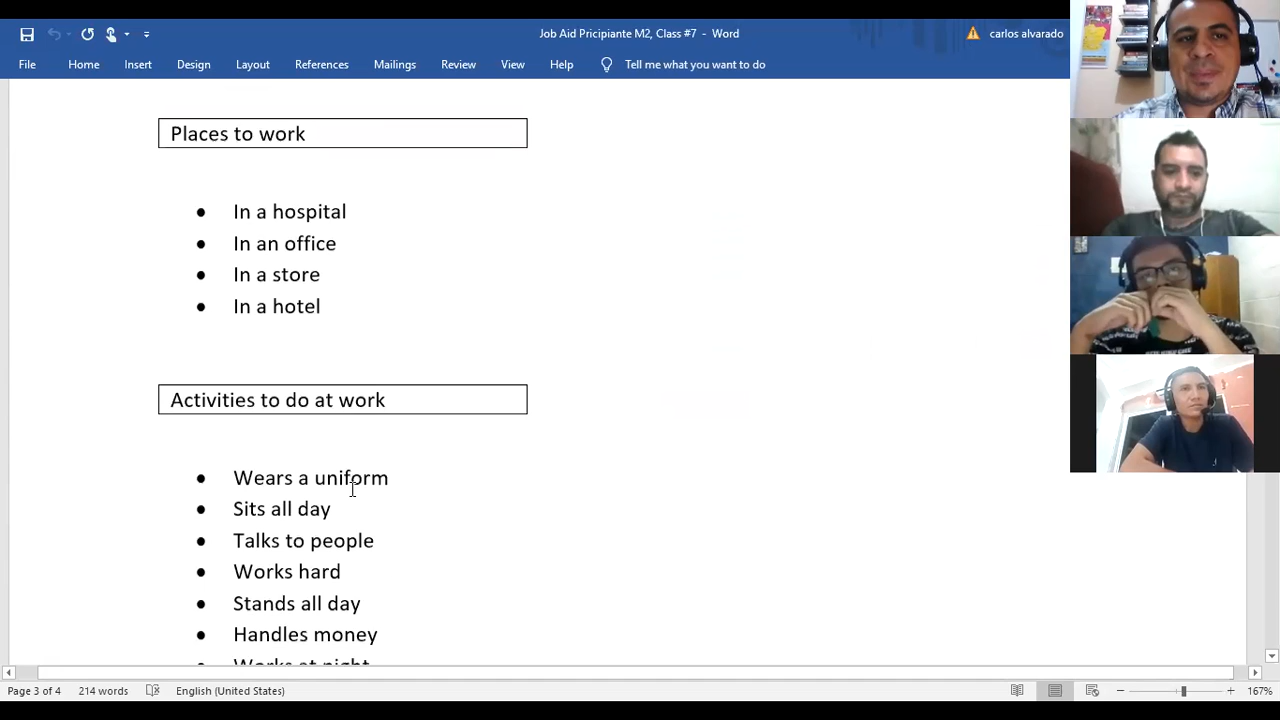 Job Aid Pricipiante M2, Class #7 - Word
carlos alvarado
File Home Insert Design Layout References Mailings Review View Help Tell me what you want to do
Places to work
• In a hospital
• In an office
• In a store
• In a hotel
Activities to do at work
• Wears a uniform
• Sits all day
• Talks to people
• Works hard
• Stands all day
• Handles money
• Works at night
Page 3 of 4 214 words English (United States) 167%